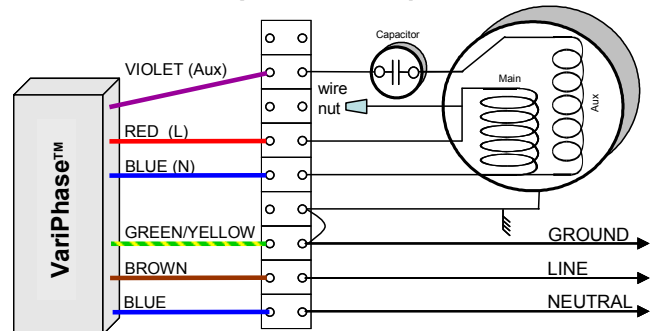 Capacitor
VIOLET (Aux)
Main
Aux
wire
nut
RED (L)
BLUE (N)
VariPhase™
GREEN/YELLOW
GROUND
BROWN
LINE
BLUE
NEUTRAL